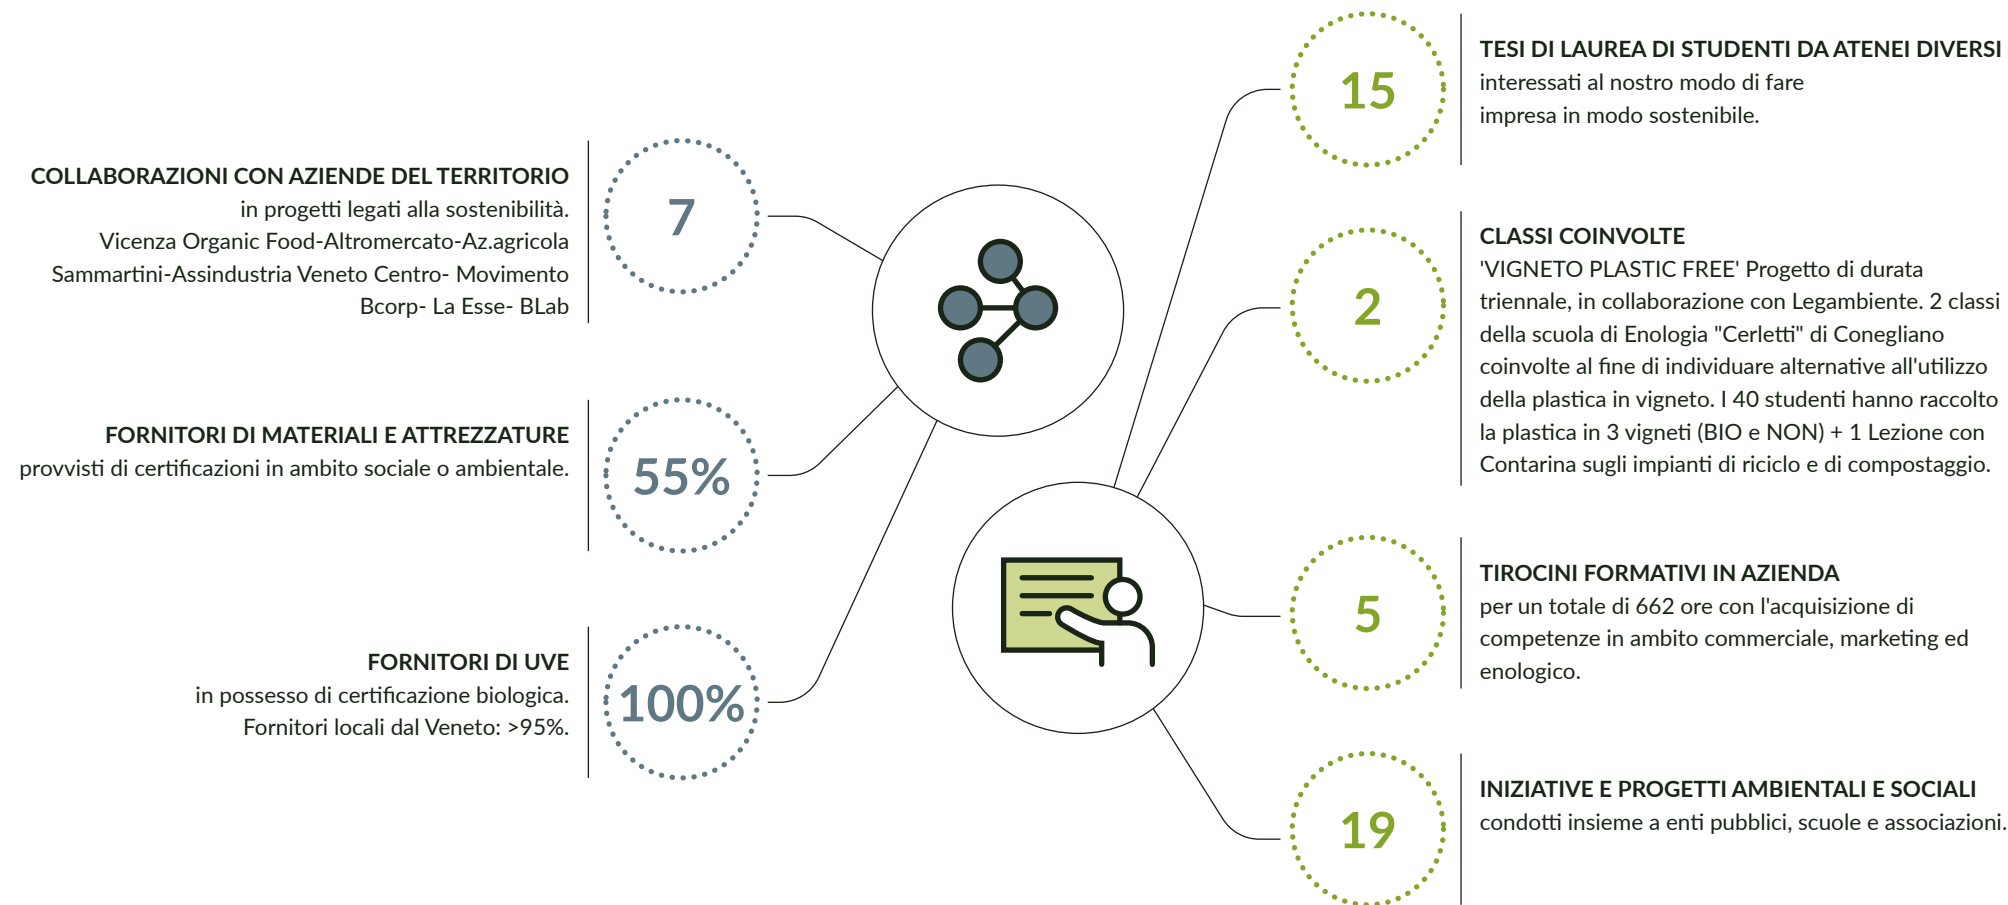 COLLABORAZIONI CON AZIENDE DEL TERRITORIO
in progetti legati alla sostenibilità.
Vicenza Organic Food-Altromercato-Az.agricola
Sammartini-Assindustria Veneto Centro- Movimento
Bcorp- La Esse- BLab
7
FORNITORI DI MATERIALI E ATTREZZATURE
provvisti di certificazioni in ambito sociale o ambientale.
55%
FORNITORI DI UVE
in possesso di certificazione biologica.
Fornitori locali dal Veneto: >95%.
100%
15
TESI DI LAUREA DI STUDENTI DA ATENEI DIVERSI
interessati al nostro modo di fare
impresa in modo sostenibile.
2
CLASSI COINVOLTE
'VIGNETO PLASTIC FREE' Progetto di durata
triennale, in collaborazione con Legambiente. 2 classi
della scuola di Enologia "Cerletti" di Conegliano
coinvolte al fine di individuare alternative all'utilizzo
della plastica in vigneto. I 40 studenti hanno raccolto
la plastica in 3 vigneti (BIO e NON) + 1 Lezione con
Contarina sugli impianti di riciclo e di compostaggio.
5
TIROCINI FORMATIVI IN AZIENDA
per un totale di 662 ore con l'acquisizione di
competenze in ambito commerciale, marketing ed
enologico.
19
INIZIATIVE E PROGETTI AMBIENTALI E SOCIALI
condotti insieme a enti pubblici, scuole e associazioni.